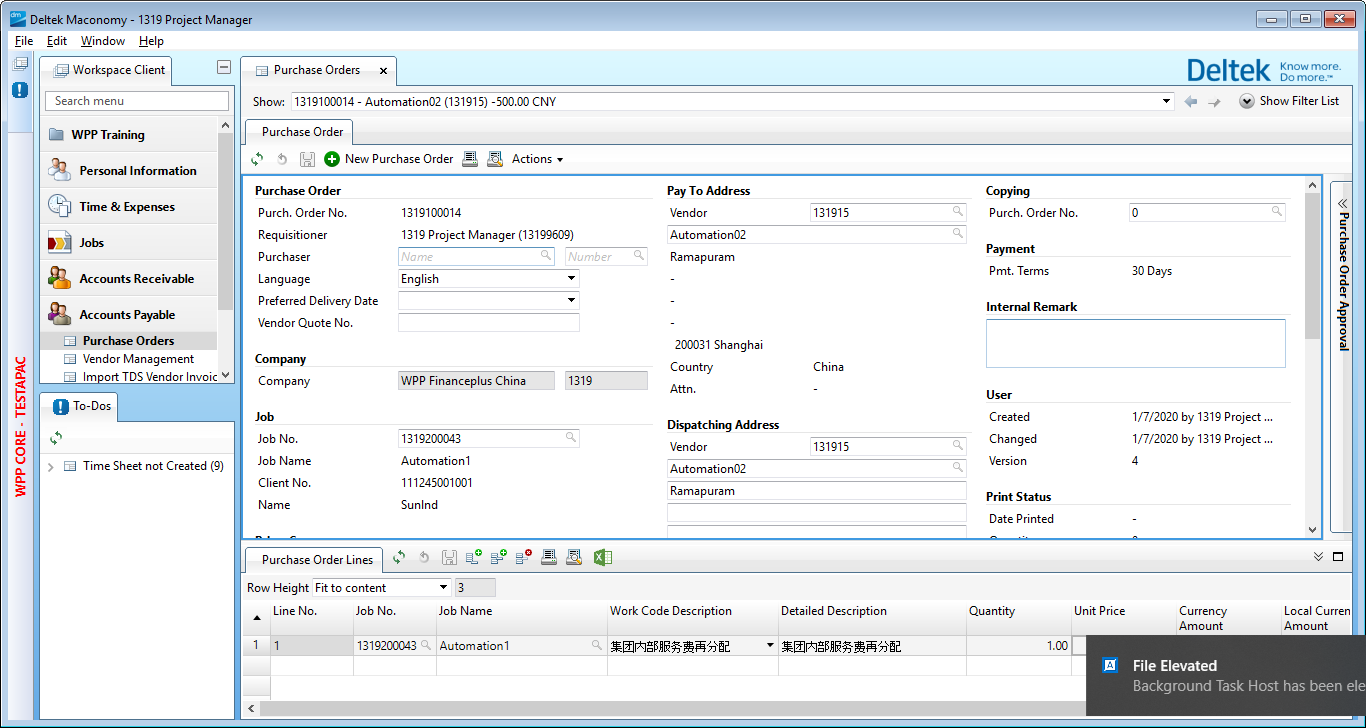 Deltek Maconomy - 1319 Project Manager
File Edit Window Help
Workspace Client
Search menu
WPP Training
Personal Information
Time & Expenses
Jobs
Accounts Receivable
Accounts Payable
Purchase Orders
Vendor Management
Import TDS Vendor Invoic
To-Dos
Time Sheet not Created (9)
WPP CORE - TESTAPAC
Purchase Orders
Deltek Know more.
Do more.™
Show: 1319100014 - Automation02 (131915) -500.00 CNY
Show Filter List
Purchase Order
New Purchase Order Actions
Purchase Order
Purch. Order No. 1319100014
Requisitioner 1319 Project Manager (13199609)
Purchaser Name Number
Language English
Preferred Delivery Date
Vendor Quote No.
Company
Company WPP Financeplus China 1319
Job
Job No. 1319200043
Job Name Automation1
Client No. 111245001001
Name SunInd
Pay To Address
Vendor 131915
Automation02
Ramapuram
-
-
-
200031 Shanghai
Country China
Attn. -
Dispatching Address
Vendor 131915
Automation02
Ramapuram
Copying
Purch. Order No. 0
Payment
Pmt. Terms 30 Days
Internal Remark
User
Created 1/7/2020 by 1319 Project ...
Changed 1/7/2020 by 1319 Project ...
Version 4
Print Status
Date Printed -
Purchase Order Approval
Purchase Order Lines
Row Height Fit to content 3
Line No. Job No. Job Name Work Code Description Detailed Description Quantity Unit Price Currency Amount Local Curren Amount
1 1 1319200043 Automation1 集团内部服务费再分配 集团内部服务费再分配 1.00
File Elevated
Background Task Host has been ele